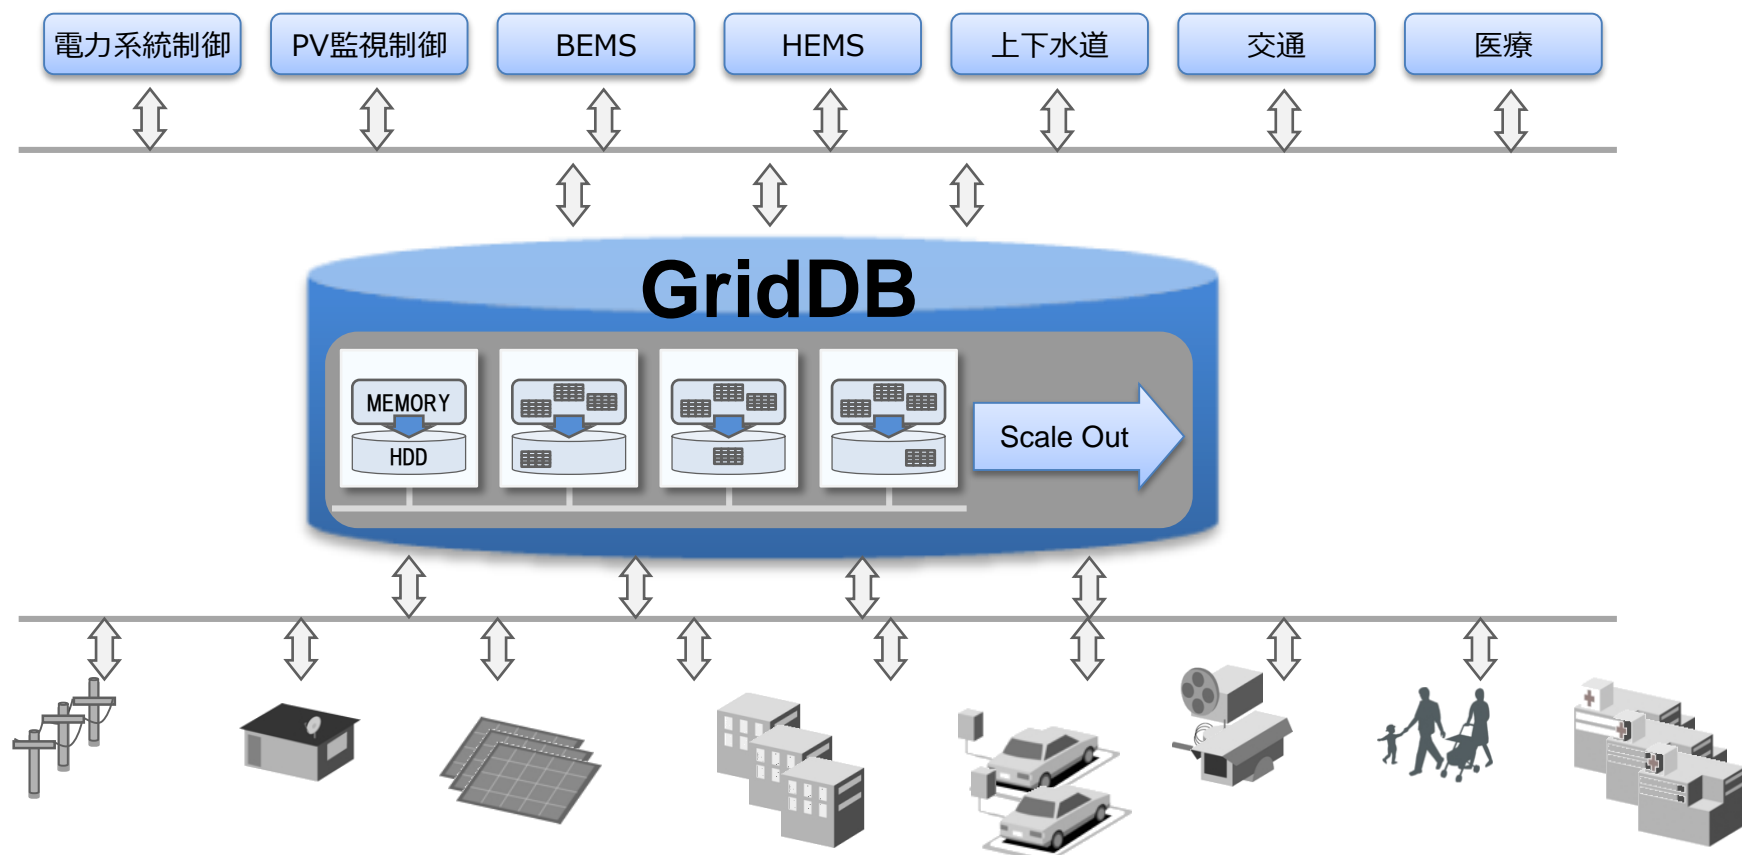 電力系統制御
PV監視制御
BEMS
HEMS
上下水道
交通
医療
GridDB
MEMORY
HDD
Scale Out